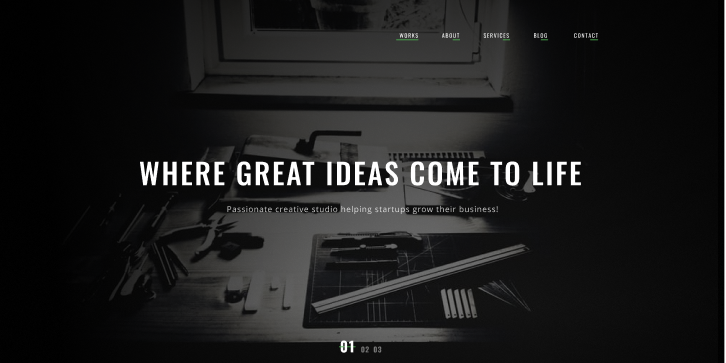 WORKS ABOUT SERVICES BLOG CONTACT
WHERE GREAT IDEAS COME TO LIFE
Passionate creative studio helping startups grow their business!
01 02 03